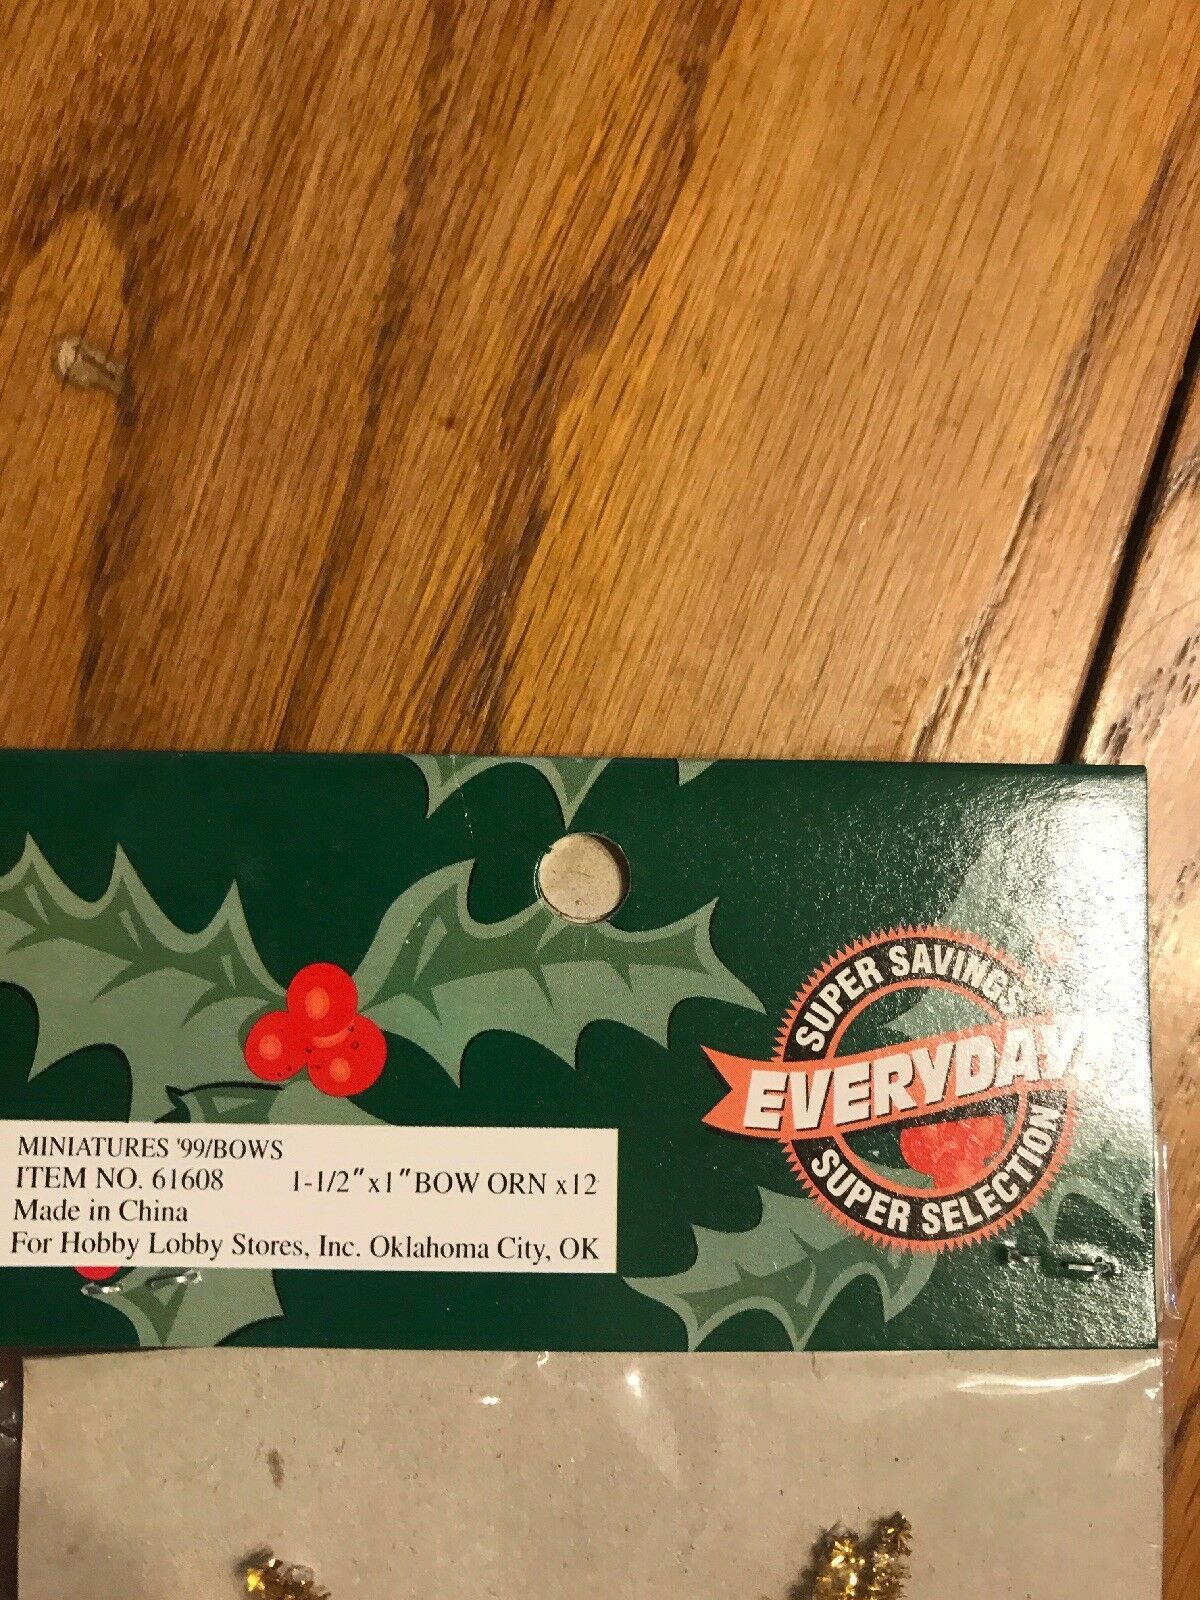 SUPER SAVINGS
EVERYDAY!
SUPER SELECTION
MINIATURES '99/BOWS
ITEM NO. 61608 1-1/2"x1"BOW ORN x12
Made in China
For Hobby Lobby Stores, Inc. Oklahoma City, OK